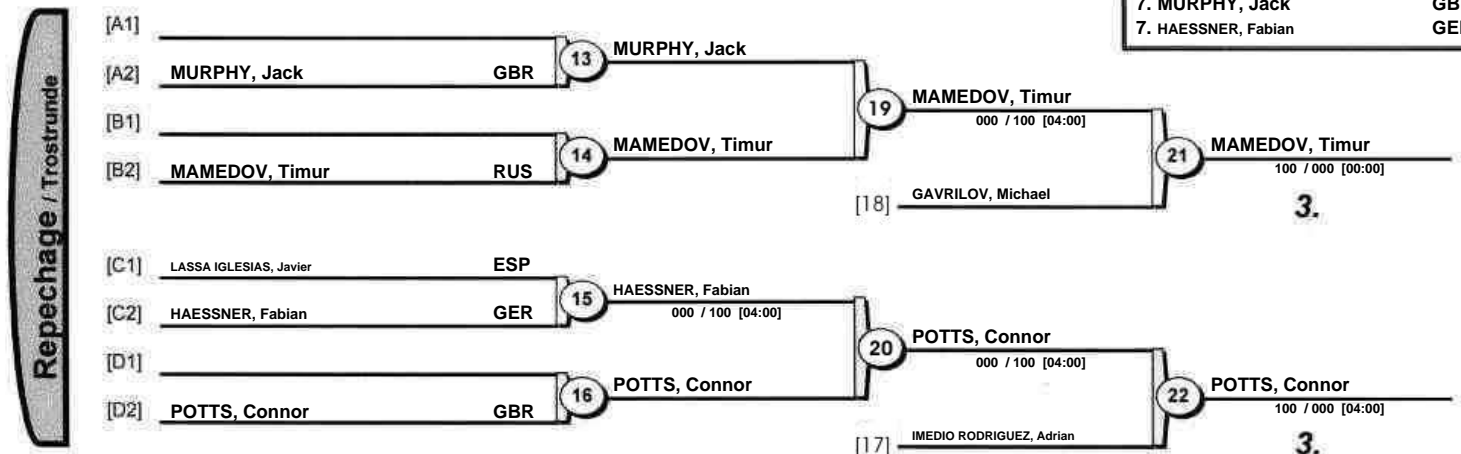 7. MURPHY, Jack GB
7. HAESSNER, Fabian GE
Repechage / Trostrunde
[A1]
[A2] MURPHY, Jack GBR
13 MURPHY, Jack
[B1]
[B2] MAMEDOV, Timur RUS
14 MAMEDOV, Timur
19 MAMEDOV, Timur
000 / 100 [04:00]
[18] GAVRILOV, Michael
21 MAMEDOV, Timur
100 / 000 [00:00]
3.
[C1] LASSA IGLESIAS, Javier ESP
[C2] HAESSNER, Fabian GER
15 HAESSNER, Fabian
000 / 100 [04:00]
[D1]
[D2] POTTS, Connor GBR
16 POTTS, Connor
20 POTTS, Connor
000 / 100 [04:00]
[17] IMEDIO RODRIGUEZ, Adrian
22 POTTS, Connor
100 / 000 [04:00]
3.